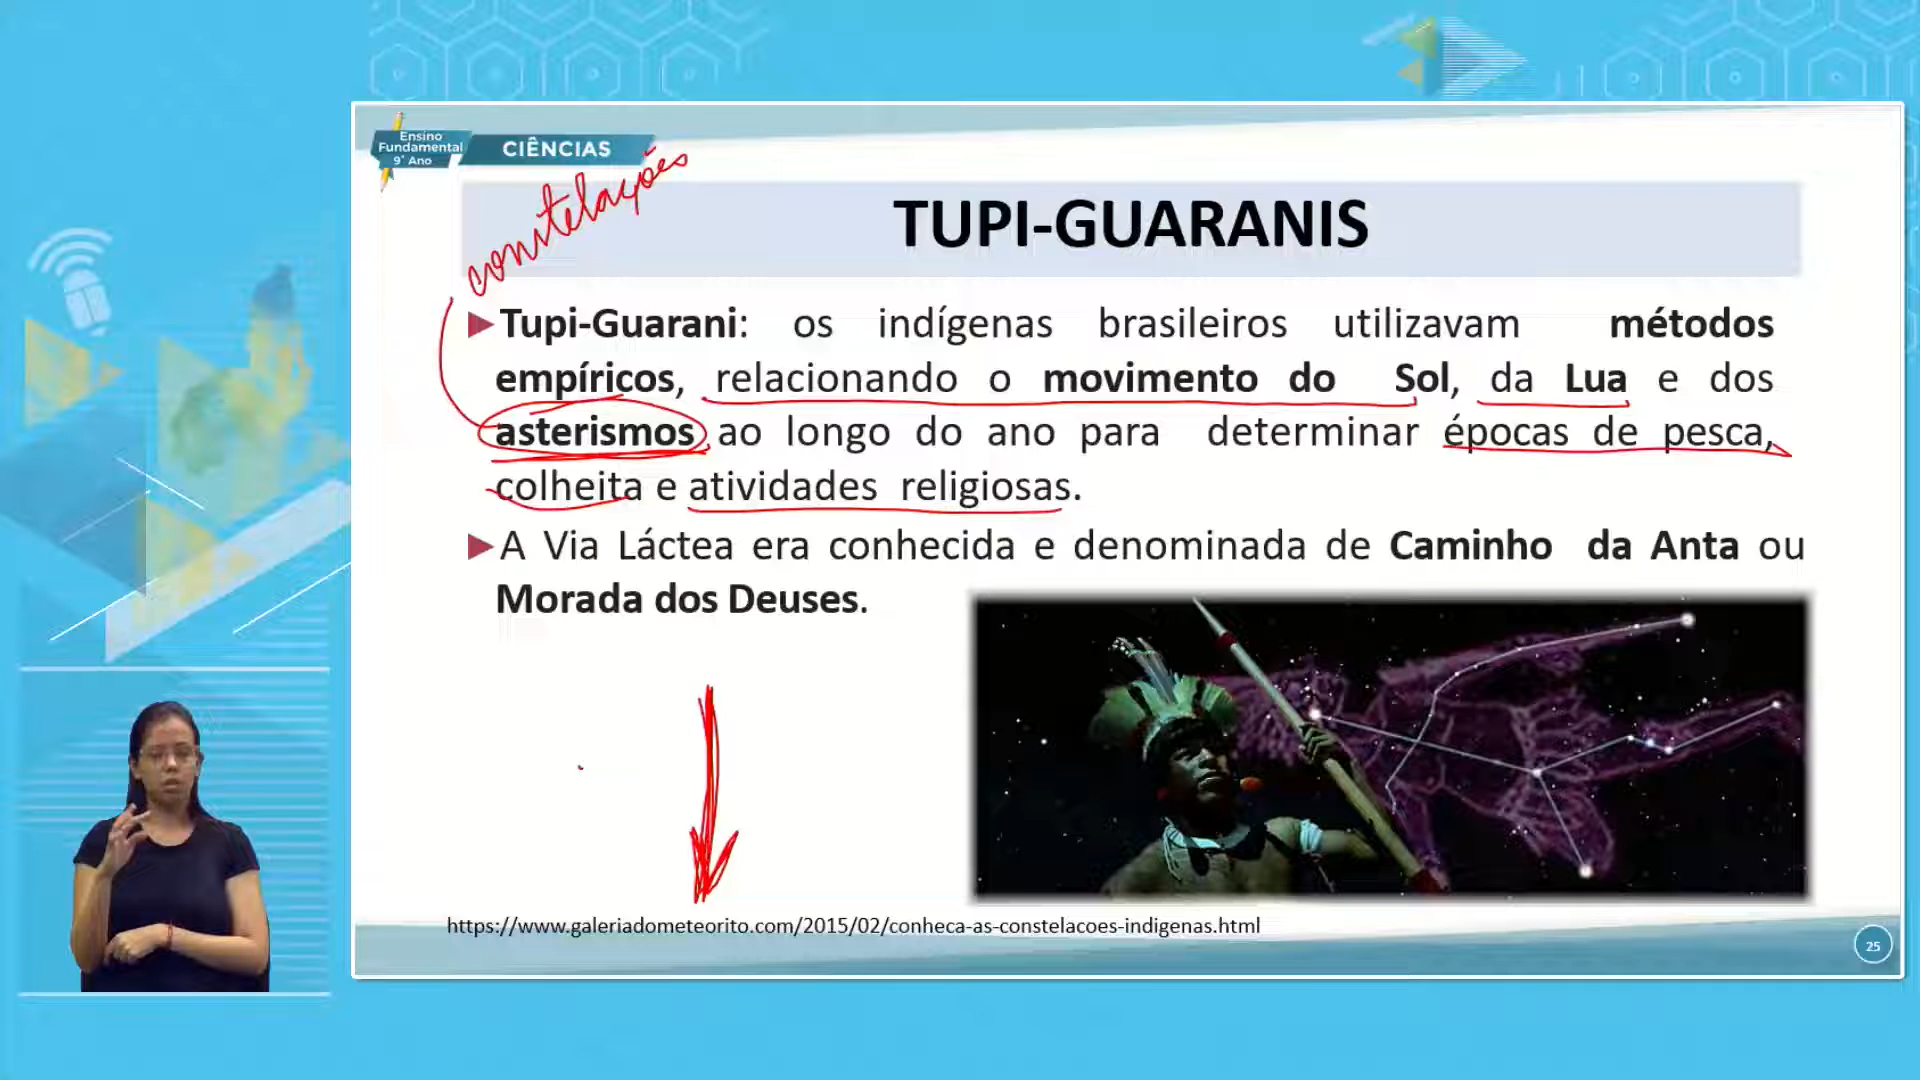 Ensino
Fundamental
9° Ano
CIÊNCIAS
constelações
TUPI-GUARANIS
Tupi-Guarani: os indígenas brasileiros utilizavam métodos
empíricos, relacionando o movimento do Sol, da Lua e dos
asterismos ao longo do ano para determinar épocas de pesca,
colheita e atividades religiosas.
A Via Láctea era conhecida e denominada de Caminho da Anta ou
Morada dos Deuses.
https://www.galeriadometeorito.com/2015/02/conheca-as-constelacoes-indigenas.html
25